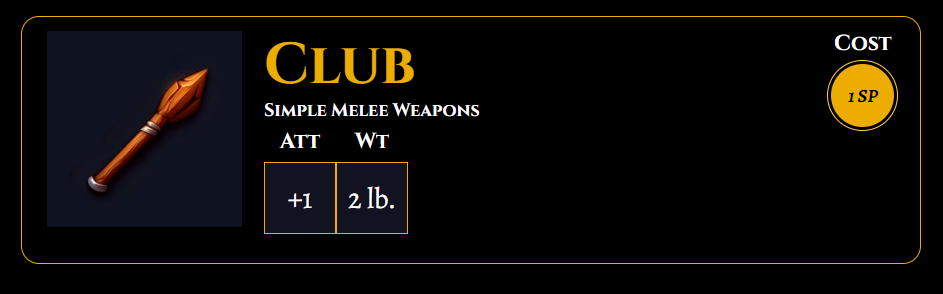 Club
Cost
1 SP
Simple Melee Weapons
Att Wt
+1 2 lb.